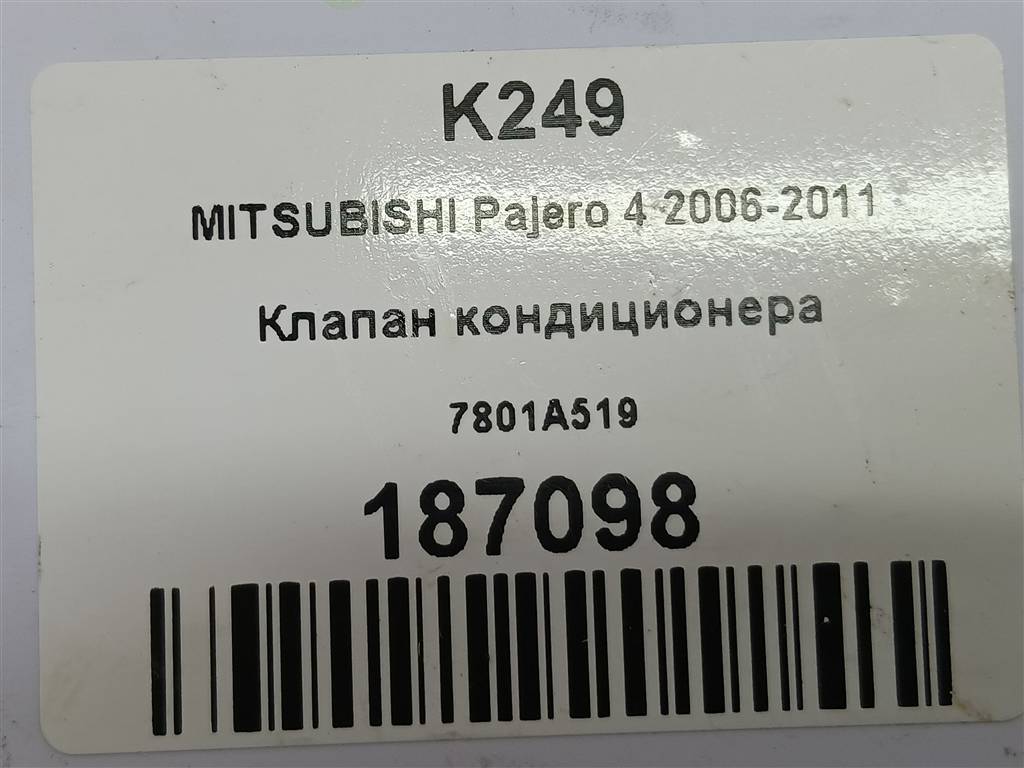 K249
MITSUBISHI Pajero 4 2006-2011
Клапан кондиционера
7801A519
187098